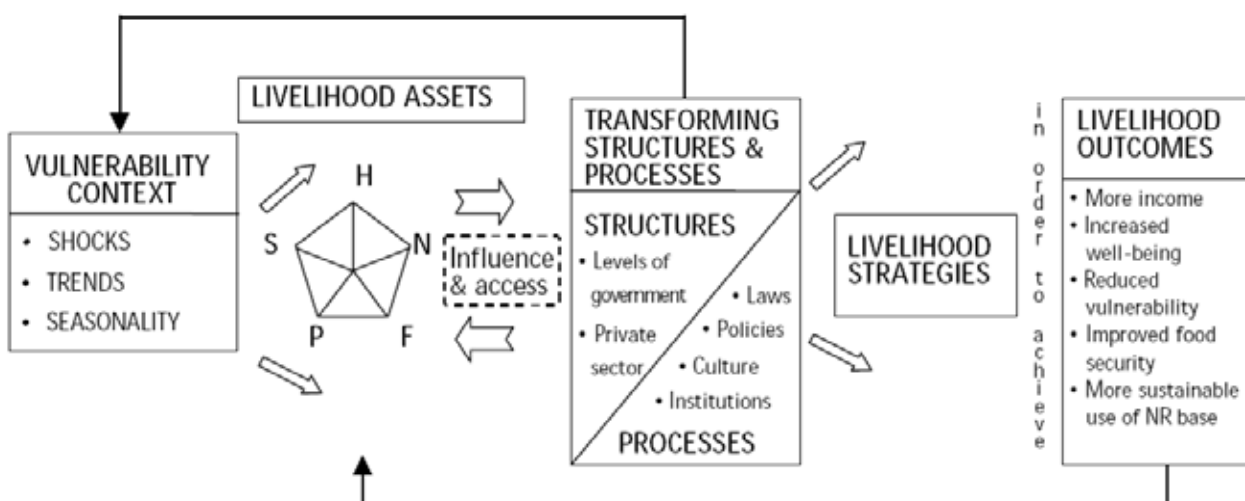 LIVELIHOOD ASSETS
VULNERABILITY
CONTEXT
• SHOCKS
• TRENDS
• SEASONALITY
H
S
N
P
F
Influence
& access
TRANSFORMING
STRUCTURES &
PROCESSES
STRUCTURES
• Levels of
government
• Private
sector
• Laws
• Policies
• Culture
• Institutions
PROCESSES
LIVELIHOOD
STRATEGIES
in order to achieve
LIVELIHOOD
OUTCOMES
• More income
• Increased
well-being
• Reduced
vulnerability
• Improved food
security
• More sustainable
use of NR base